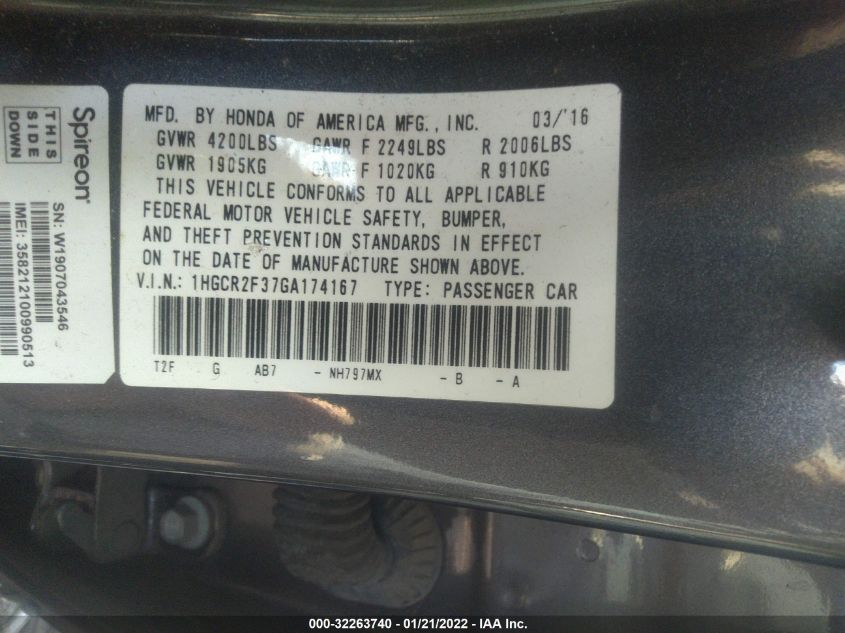 Spireon®
THIS
SIDE
DOWN
SN: W1907043546
IMEI: 358212100990513
MFD. BY HONDA OF AMERICA MFG., INC. 03/'16
GVWR 4200LBS GAWR F 2249LBS R 2006LBS
GVWR 1905KG GAWR F 1020KG R 910KG
THIS VEHICLE CONFORMS TO ALL APPLICABLE
FEDERAL MOTOR VEHICLE SAFETY, BUMPER,
AND THEFT PREVENTION STANDARDS IN EFFECT
ON THE DATE OF MANUFACTURE SHOWN ABOVE.
V.I.N.: 1HGCR2F37GA174167 TYPE: PASSENGER CAR
T2F G AB7 - NH797MX - B - A
000-32263740 — 01/21/2022 — IAA Inc.